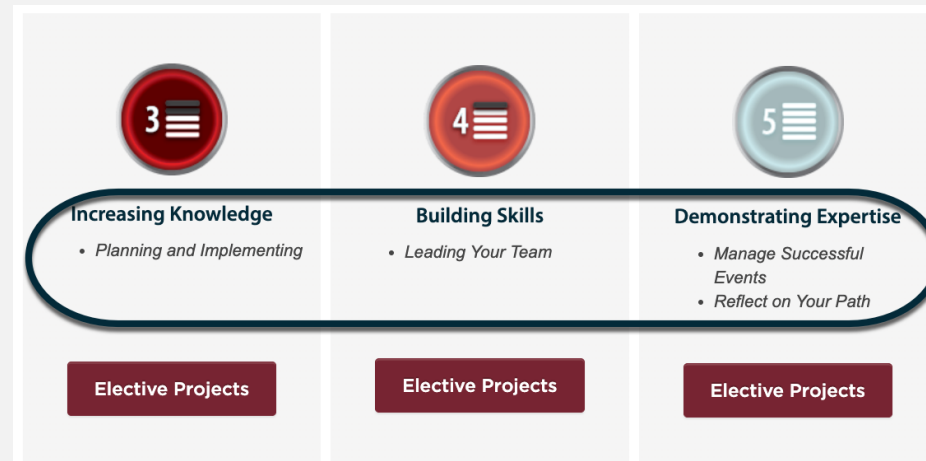 3
Increasing Knowledge
• Planning and Implementing
Elective Projects
4
Building Skills
• Leading Your Team
Elective Projects
5
Demonstrating Expertise
• Manage Successful
Events
• Reflect on Your Path
Elective Projects